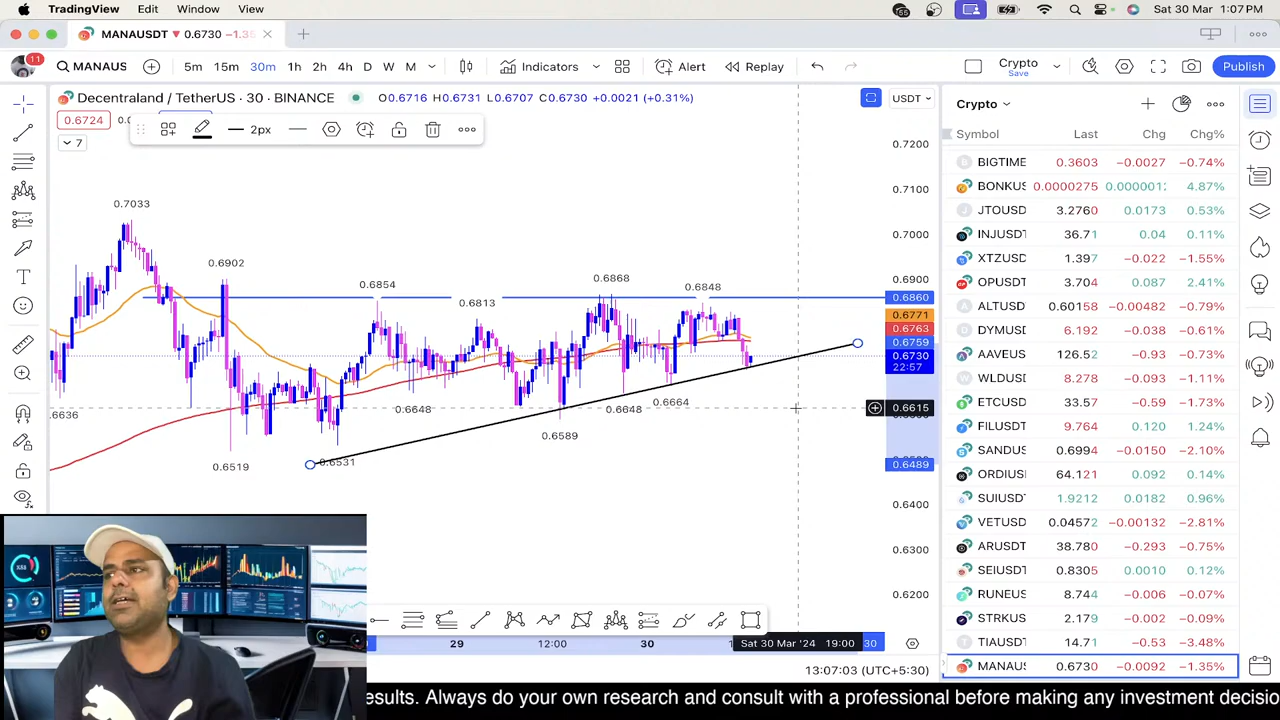 TradingView Edit Window View Sat 30 Mar 1:07 PM
MANAUSDT 0.6730 −1.35
11 MANAUS 5m 15m 30m 1h 2h 4h D W M Indicators Alert Replay Crypto Save Publish
Decentraland / TetherUS · 30 · BINANCE O0.6716 H0.6731 L0.6707 C0.6730 +0.0021 (+0.31%) USDT
0.6724
2px
7
0.7200
0.7100
0.7000
0.6900
0.6860
0.6771
0.6763
0.6759
0.6730
22:57
0.6615
0.6489
0.6400
0.6300
0.6200
0.7033
0.6902
0.6854
0.6868
0.6848
0.6813
0.6636
0.6648
0.6648
0.6664
0.6589
0.6519
0.6531
29 12:00 30 Sat 30 Mar '24 19:00 30
13:07:03 (UTC+5:30)
Crypto
Symbol Last Chg Chg%
BIGTIME 0.3603 −0.0027 −0.74%
BONKUS 0.0000275 0.0000012 4.87%
JTOUSD 3.2760 0.0173 0.53%
INJUSDT 36.71 0.04 0.11%
XTZUSD 1.397 −0.022 −1.55%
OPUSDT 3.704 0.087 2.41%
ALTUSD 0.60158 −0.00482 −0.79%
DYMUSD 6.192 −0.038 −0.61%
AAVEUS 126.52 −0.93 −0.73%
WLDUSD 8.278 −0.093 −1.11%
ETCUSD 33.57 −0.59 −1.73%
FILUSDT 9.764 0.120 1.24%
SANDUS 0.6994 −0.0150 −2.10%
ORDIUS 64.121 0.092 0.14%
SUIUSD 1.9212 0.0182 0.96%
VETUSD 0.04572 −0.00132 −2.81%
ARUSDT 38.780 −0.293 −0.75%
SEIUSD 0.8305 0.0010 0.12%
RUNEUS 8.744 −0.006 −0.07%
STRKUS 2.179 −0.002 −0.09%
TIAUSDT 14.71 −0.53 −3.48%
MANAUS 0.6730 −0.0092 −1.35%
esults. Always do your own research and consult with a professional before making any investment decisio